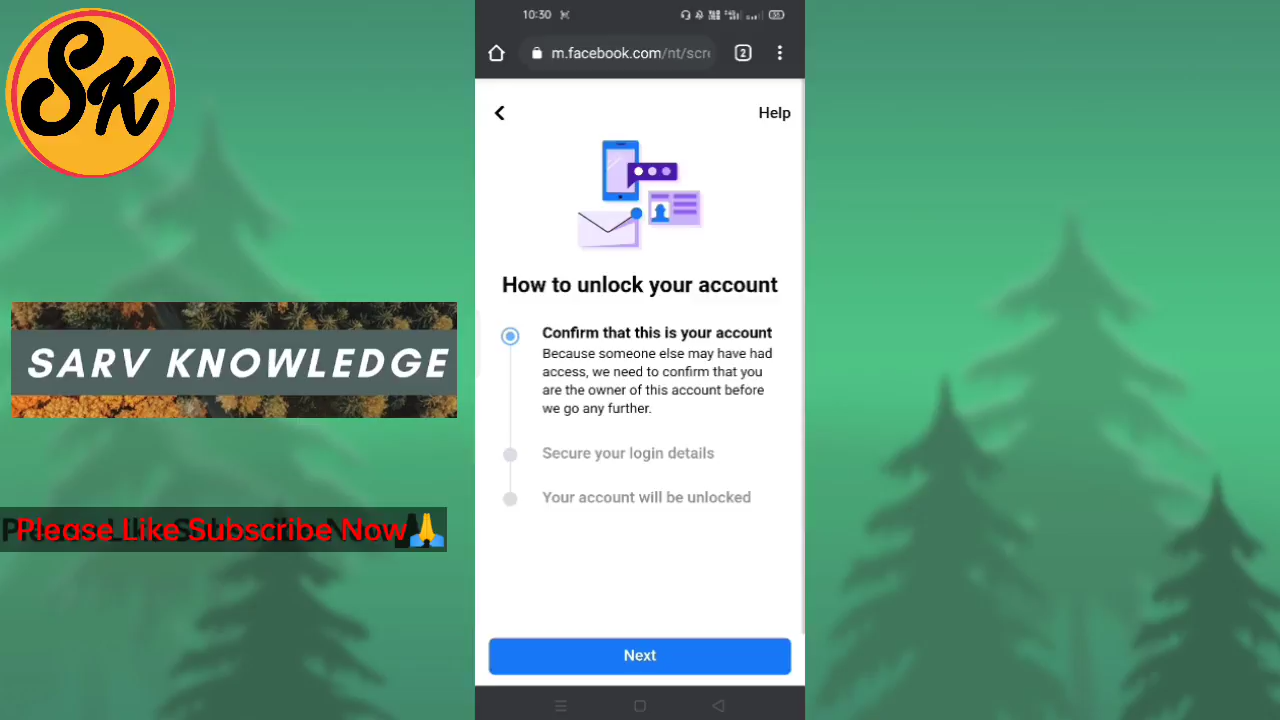 SK
10:30
55
m.facebook.com/nt/scr
2
Help
How to unlock your account
Confirm that this is your account
Because someone else may have had
access, we need to confirm that you
are the owner of this account before
we go any further.
Secure your login details
Your account will be unlocked
Next
SARV KNOWLEDGE
Please Like Subscribe Now🙏